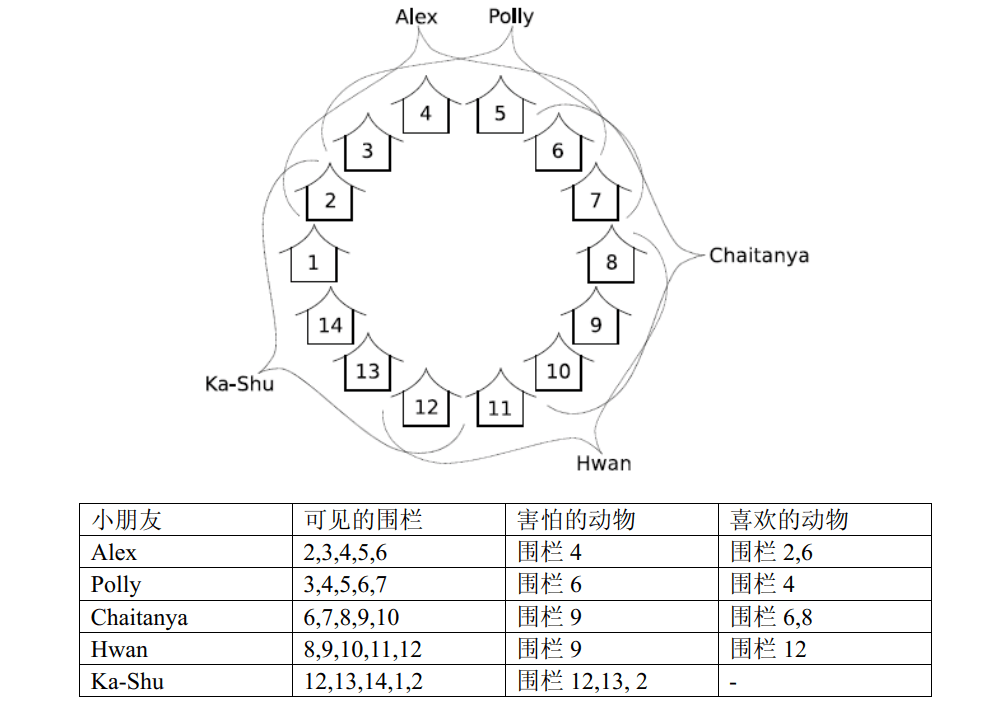 Alex Polly
4 5
3 6
2 7
1 8 Chaitanya
14 9
13 10
Ka-Shu
12 11
Hwan
小朋友 可见的围栏 害怕的动物 喜欢的动物
Alex 2,3,4,5,6 围栏 4 围栏 2,6
Polly 3,4,5,6,7 围栏 6 围栏 4
Chaitanya 6,7,8,9,10 围栏 9 围栏 6,8
Hwan 8,9,10,11,12 围栏 9 围栏 12
Ka-Shu 12,13,14,1,2 围栏 12,13, 2 -